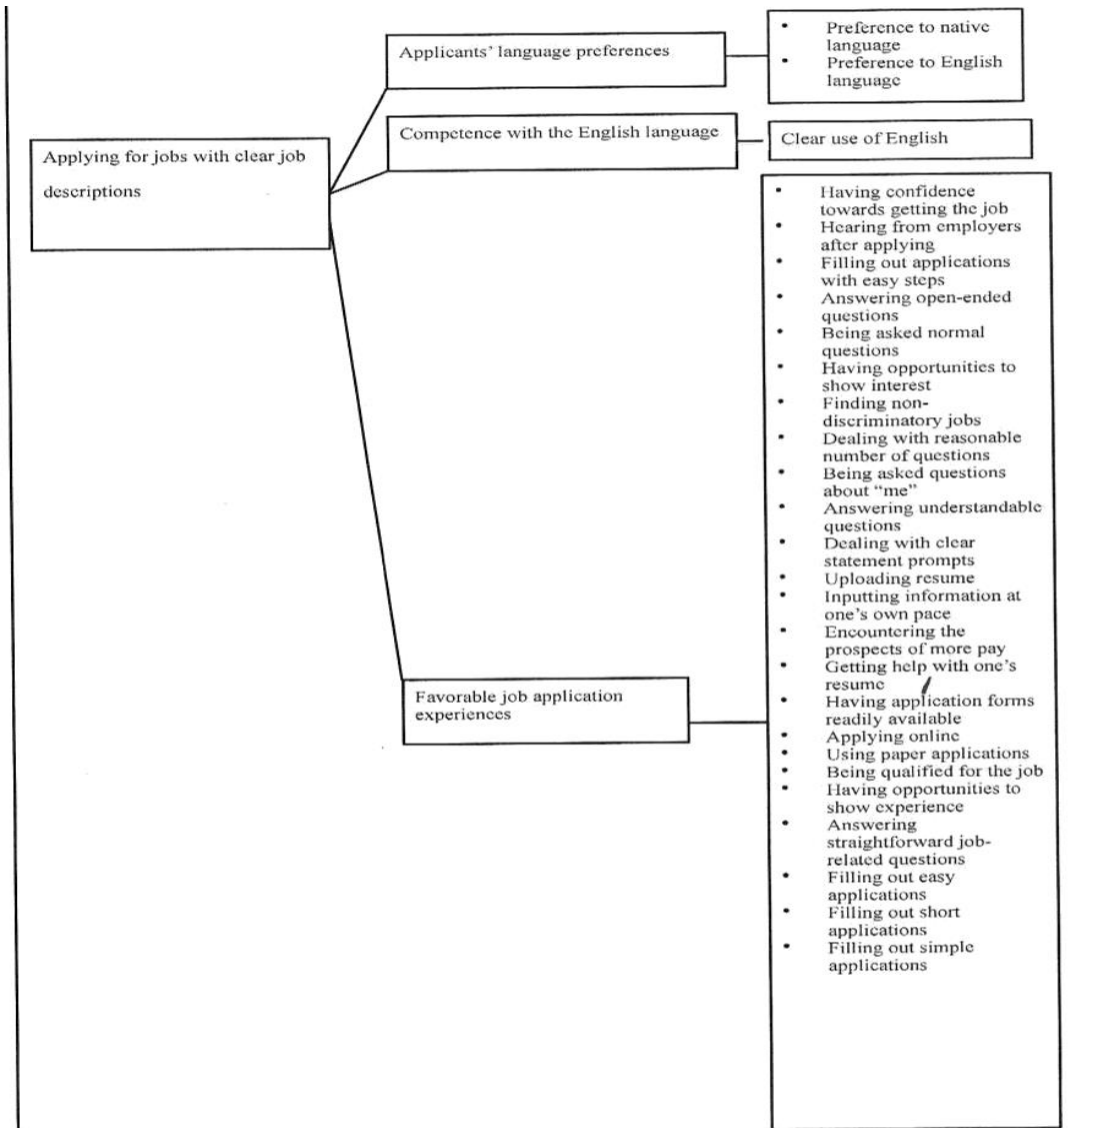 Applicants' language preferences
• Preference to native
language
• Preference to English
language
Competence with the English language
Clear use of English
Applying for jobs with clear job
descriptions
• Having confidence
towards getting the job
• Hearing from employers
after applying
• Filling out applications
with easy steps
• Answering open-ended
questions
• Being asked normal
questions
• Having opportunities to
show interest
• Finding non-
discriminatory jobs
• Dealing with reasonable
number of questions
• Being asked questions
about "me"
• Answering understandable
questions
• Dealing with clear
statement prompts
• Uploading resume
• Inputting information at
one's own pace
• Encountering the
prospects of more pay
• Getting help with one's
resume
• Having application forms
readily available
• Applying online
• Using paper applications
• Being qualified for the job
• Having opportunities to
show experience
• Answering
straightforward job-
related questions
• Filling out easy
applications
• Filling out short
applications
• Filling out simple
applications
Favorable job application
experiences